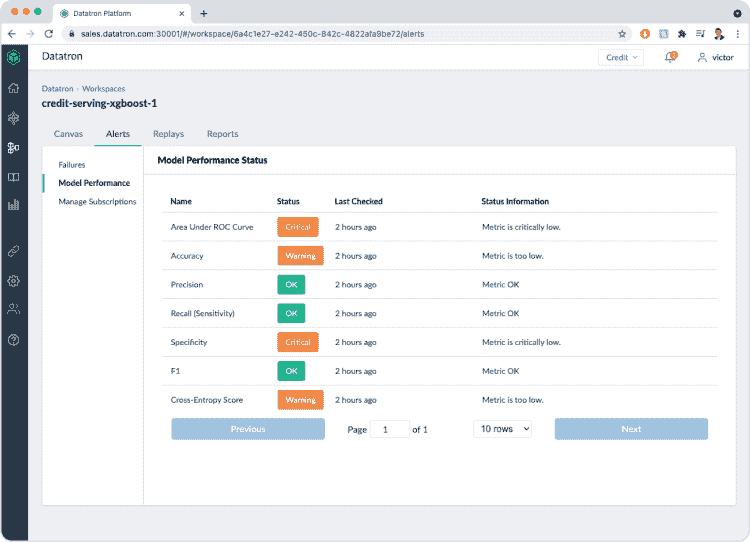 Datatron Platform
sales.datatron.com:30001/#/workspace/6a4c1e27-e242-450c-842c-4822afa9be72/alerts
Datatron
Credit
victor
Datatron › Workspaces
credit-serving-xgboost-1
Canvas Alerts Replays Reports
Failures
Model Performance
Manage Subscriptions
Model Performance Status
Name Status Last Checked Status Information
Area Under ROC Curve Critical 2 hours ago Metric is critically low.
Accuracy Warning 2 hours ago Metric is too low.
Precision OK 2 hours ago Metric OK
Recall (Sensitivity) OK 2 hours ago Metric OK
Specificity Critical 2 hours ago Metric is critically low.
F1 OK 2 hours ago Metric OK
Cross-Entropy Score Warning 2 hours ago Metric is too low.
Previous Page 1 of 1 10 rows Next